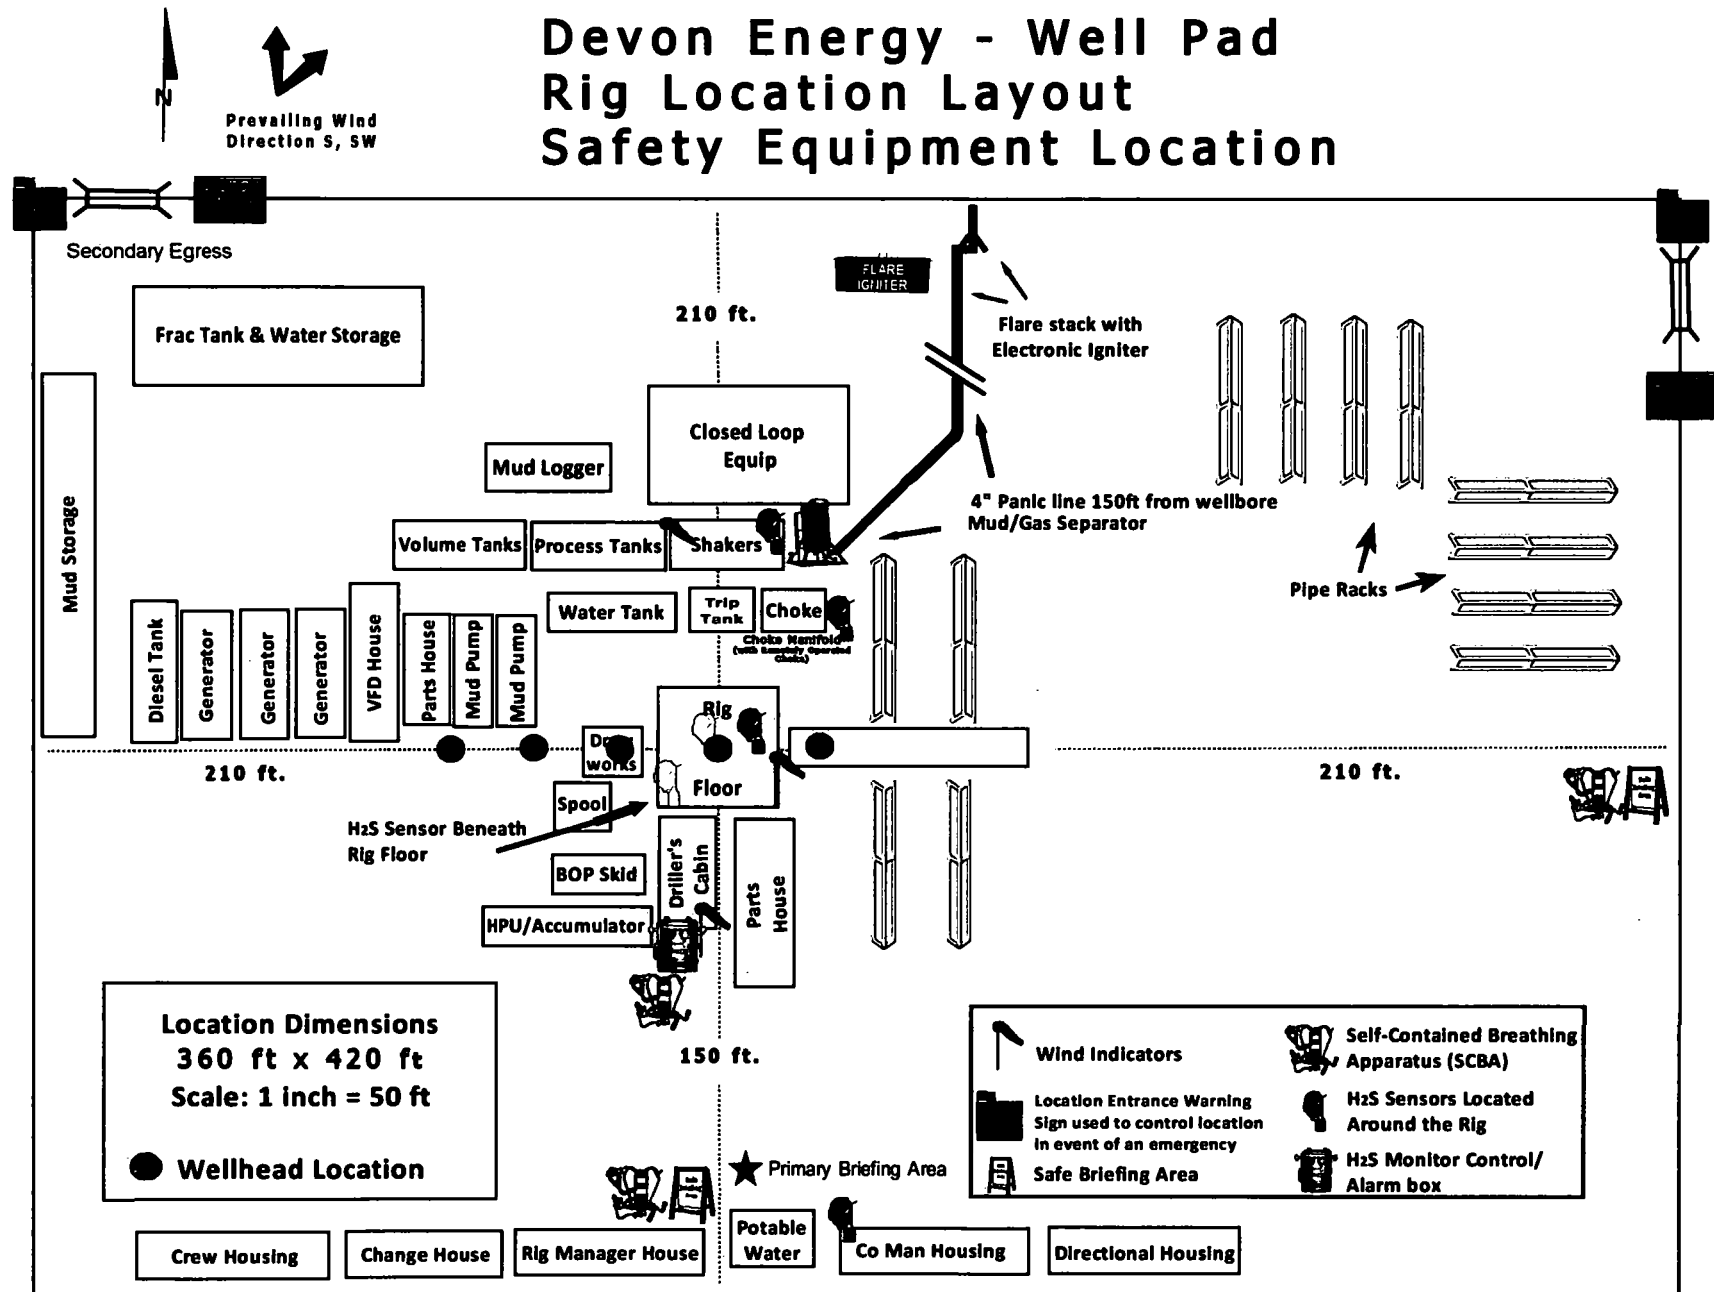 Devon Energy - Well Pad
Rig Location Layout
Safety Equipment Location
N
Prevailing Wind
Direction S, SW
Secondary Egress
FLARE
IGNITER
210 ft.
Flare stack with
Electronic Igniter
Frac Tank & Water Storage
Closed Loop
Equip
Mud Logger
4" Panic line 150ft from wellbore
Mud/Gas Separator
Mud Storage
Volume Tanks
Process Tanks
Shakers
Pipe Racks
Water Tank
Trip
Tank
Choke
Choke Manifold
(with Remotely Operated
Choke)
Diesel Tank
Generator
Generator
Generator
VFD House
Parts House
Mud Pump
Mud Pump
Rig
Floor
Draw
works
210 ft.
210 ft.
Spool
H2S Sensor Beneath
Rig Floor
Driller's
Cabin
Parts
House
BOP Skid
HPU/Accumulator
Location Dimensions
360 ft x 420 ft
Scale: 1 inch = 50 ft
Wellhead Location
150 ft.
Wind Indicators
Location Entrance Warning
Sign used to control location
in event of an emergency
Safe Briefing Area
Self-Contained Breathing
Apparatus (SCBA)
H2S Sensors Located
Around the Rig
H2S Monitor Control/
Alarm box
Primary Briefing Area
Crew Housing
Change House
Rig Manager House
Potable
Water
Co Man Housing
Directional Housing